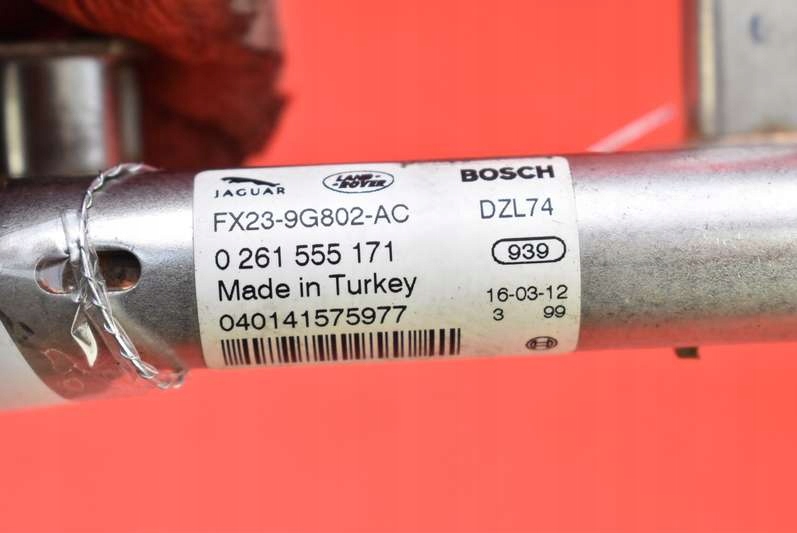 JAGUAR LAND ROVER BOSCH
FX23-9G802-AC DZL74
0 261 555 171 939
Made in Turkey 16-03-12
040141575977 3 99